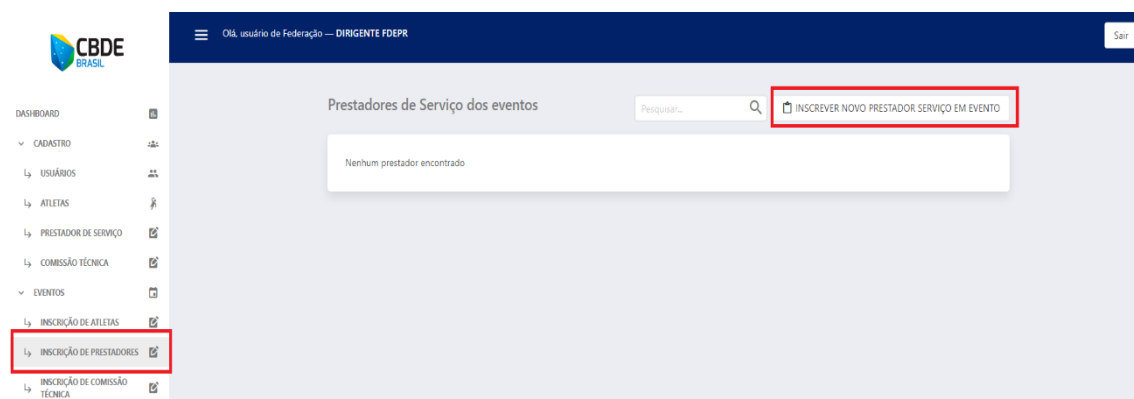 CBDE
BRASIL
Olá, usuário de Federação — DIRIGENTE FDEPR
Sair
DASHBOARD
CADASTRO
USUÁRIOS
ATLETAS
PRESTADOR DE SERVIÇO
COMISSÃO TÉCNICA
EVENTOS
INSCRIÇÃO DE ATLETAS
INSCRIÇÃO DE PRESTADORES
INSCRIÇÃO DE COMISSÃO
TÉCNICA
Prestadores de Serviço dos eventos
Pesquisar...
INSCREVER NOVO PRESTADOR SERVIÇO EM EVENTO
Nenhum prestador encontrado